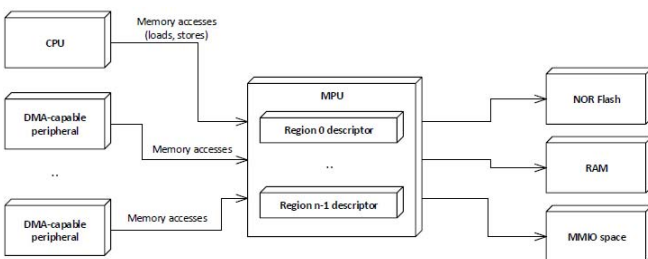 Memory accesses
(loads, stores)
CPU
MPU
NOR Flash
DMA-capable
peripheral
Region 0 descriptor
Memory accesses
..
..
RAM
..
Region n-1 descriptor
DMA-capable
peripheral
Memory accesses
MMIO space